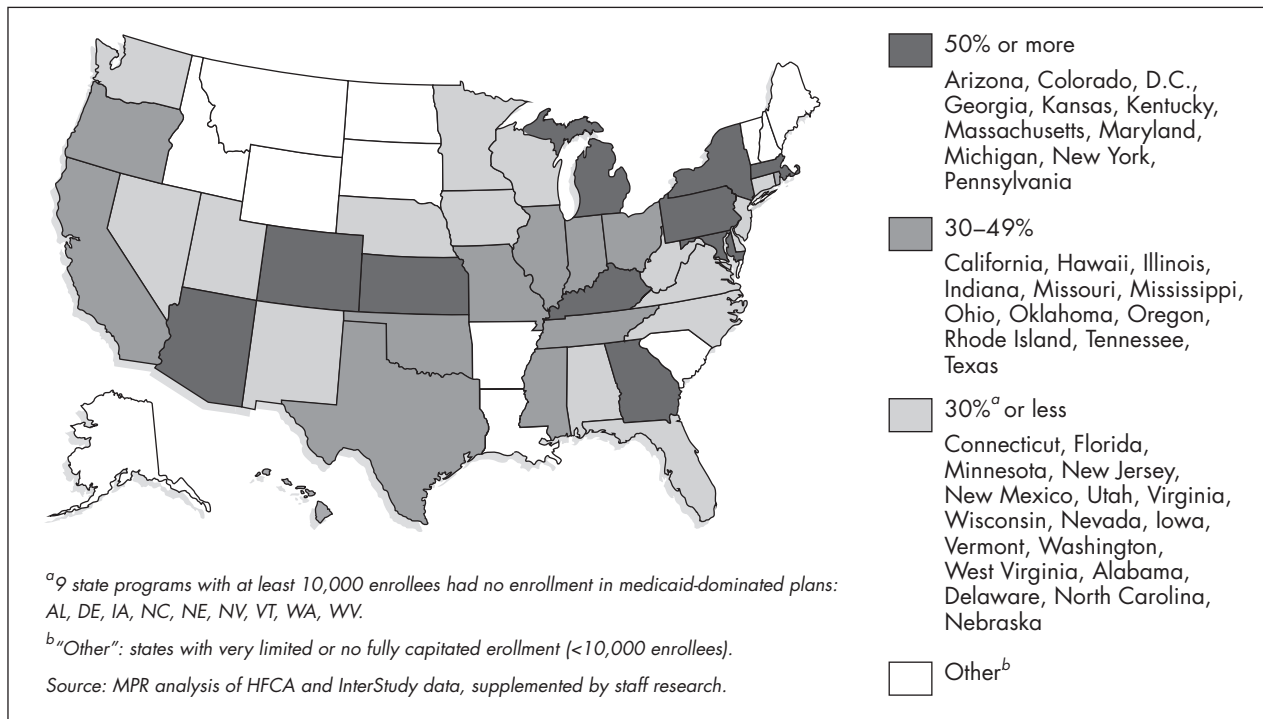 50% or more
Arizona, Colorado, D.C.,
Georgia, Kansas, Kentucky,
Massachusetts, Maryland,
Michigan, New York,
Pennsylvania
30–49%
California, Hawaii, Illinois,
Indiana, Missouri, Mississippi,
Ohio, Oklahoma, Oregon,
Rhode Island, Tennessee,
Texas
30%a or less
Connecticut, Florida,
Minnesota, New Jersey,
New Mexico, Utah, Virginia,
Wisconsin, Nevada, Iowa,
Vermont, Washington,
West Virginia, Alabama,
Delaware, North Carolina,
Nebraska
Otherb
a9 state programs with at least 10,000 enrollees had no enrollment in medicaid-dominated plans:
AL, DE, IA, NC, NE, NV, VT, WA, WV.
b“Other”: states with very limited or no fully capitated erollment (<10,000 enrollees).
Source: MPR analysis of HFCA and InterStudy data, supplemented by staff research.